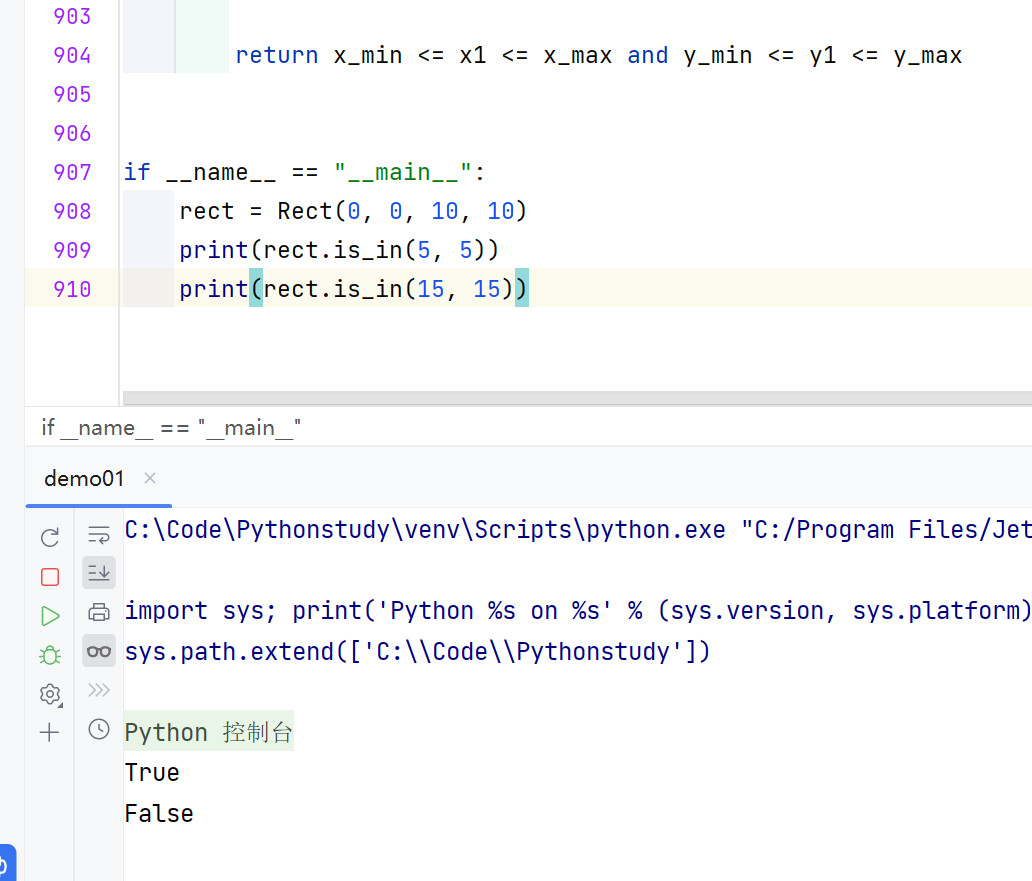 903
904 return x_min <= x1 <= x_max and y_min <= y1 <= y_max
905
906
907 if __name__ == "__main__":
908 rect = Rect(0, 0, 10, 10)
909 print(rect.is_in(5, 5))
910 print(rect.is_in(15, 15))
if __name__ == "__main__"
demo01
C:\Code\Pythonstudy\venv\Scripts\python.exe "C:/Program Files/Jet
import sys; print('Python %s on %s' % (sys.version, sys.platform)
sys.path.extend(['C:\\Code\\Pythonstudy'])
Python 控制台
True
False